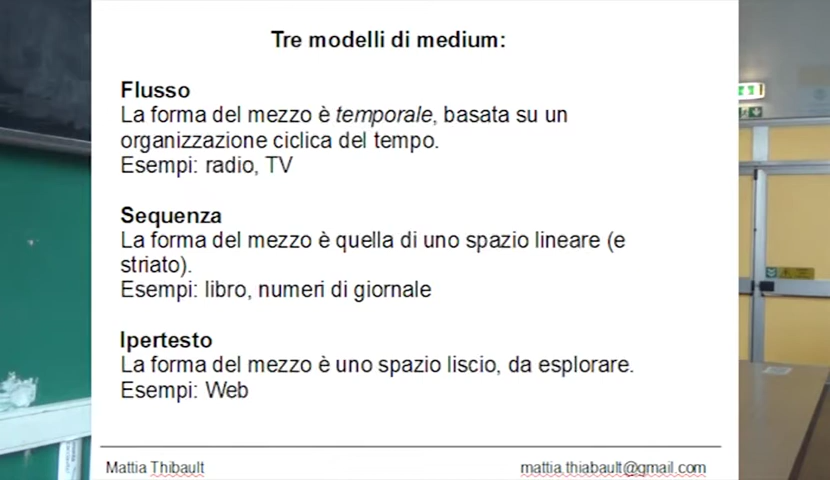 Tre modelli di medium:
Flusso
La forma del mezzo è temporale, basata su un
organizzazione ciclica del tempo.
Esempi: radio, TV
Sequenza
La forma del mezzo è quella di uno spazio lineare (e
striato).
Esempi: libro, numeri di giornale
Ipertesto
La forma del mezzo è uno spazio liscio, da esplorare.
Esempi: Web
Mattia Thibault
mattia.thiabault@gmail.com